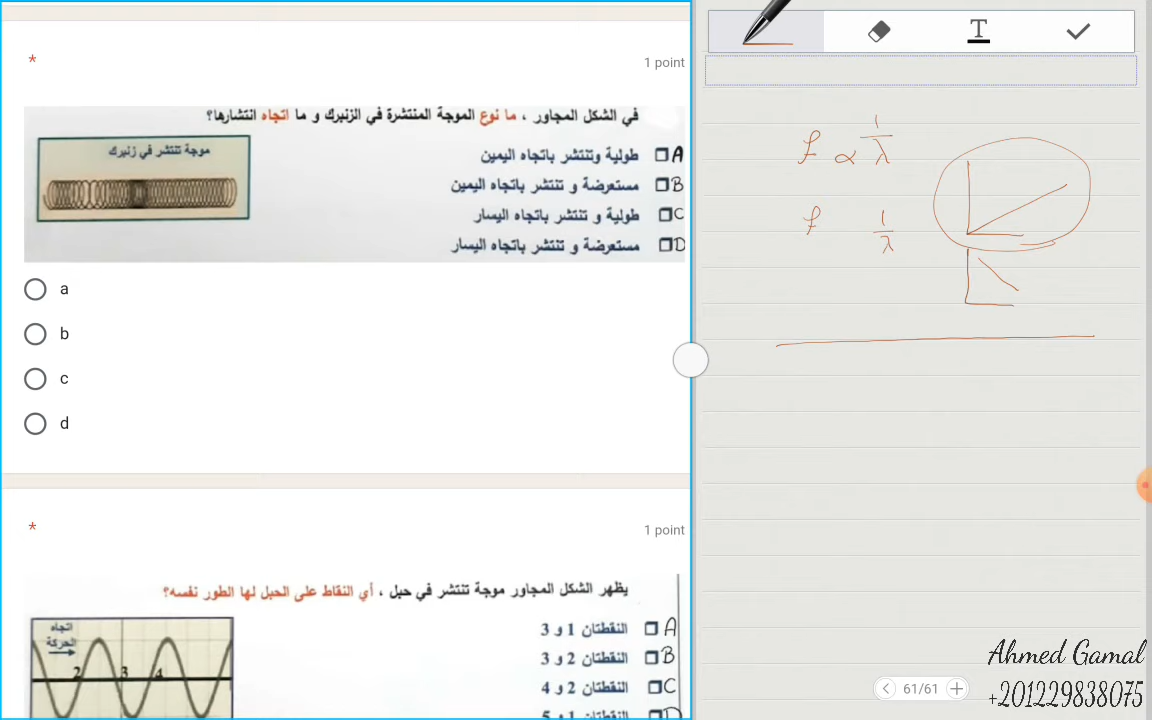 *
1 point
في الشكل المجاور ، ما نوع الموجة المنتشرة في الزنبرك و ما اتجاه انتشارها؟
موجة تنتشر في زنبرك
A طولية وتنتشر باتجاه اليمين
B مستعرضة و تنتشر باتجاه اليمين
C طولية و تنتشر باتجاه اليسار
D مستعرضة و تنتشر باتجاه اليسار
a
b
c
d
*
1 point
يظهر الشكل المجاور موجة تنتشر في حبل ، أي النقاط على الحبل لها الطور نفسه؟
اتجاه
الحركة
2 3 4
A النقطتان 1 و 3
B النقطتان 2 و 3
C النقطتان 2 و 4
D النقطتان 1 و 5
T
f ∝ 1/λ
f 1/λ
Ahmed Gamal
61/61
+201229838075